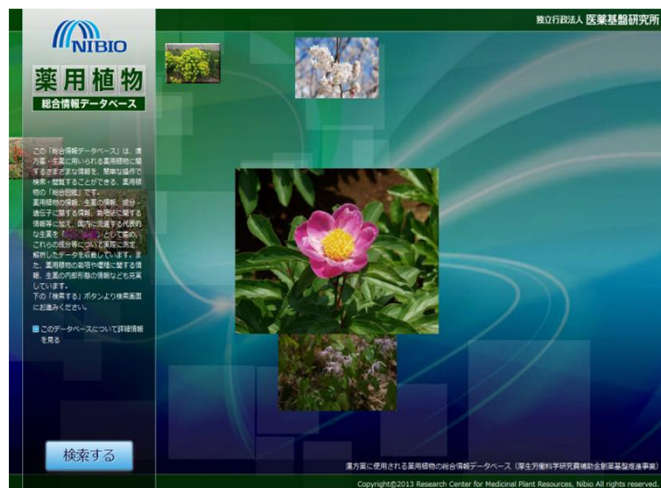 NIBIO
独立行政法人 医薬基盤研究所
薬用植物
総合情報データベース
この「総合情報データベース」は、漢
方薬・生薬に用いられる薬用植物に関
するさまざまな情報を、簡単な操作で
検索・閲覧することができる、薬用植
物の「総合図鑑」です。
薬用植物の情報、生薬の情報、成分・
遺伝子に関する情報、栽培法に関する
情報等に加え、国内に流通する代表的
な生薬を「
」として集め、
これらの成分等について実際に測定、
解析したデータを収載しています。ま
た、薬用植物の栽培や増殖に関する情
報、生薬の内部形態の情報なども充実
しています。
下の「検索する」ボタンより検索画面
にお進みください。
このデータベースについて詳細情報
を見る
検索する
漢方薬に使用される薬用植物の総合情報データベース（厚生労働科学研究費補助金創薬基盤推進事業）
Copyright©2013 Research Center for Medicinal Plant Resources, Nibio All rights reserved.